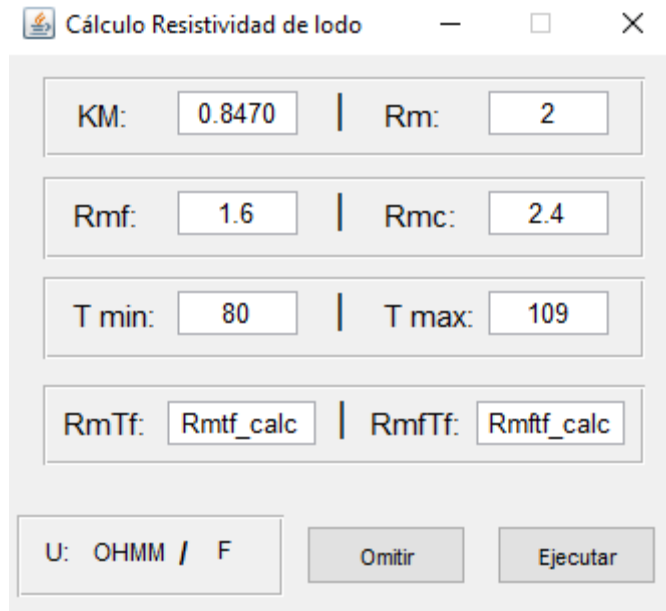 Cálculo Resistividad de lodo
KM: 0.8470 | Rm: 2
Rmf: 1.6 | Rmc: 2.4
T min: 80 | T max: 109
RmTf: Rmtf_calc | RmfTf: Rmftf_calc
U: OHMM / F Omitir Ejecutar